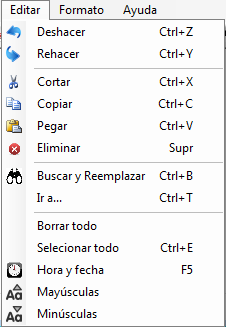 Editar Formato Ayuda
Deshacer Ctrl+Z
Rehacer Ctrl+Y
Cortar Ctrl+X
Copiar Ctrl+C
Pegar Ctrl+V
Eliminar Supr
Buscar y Reemplazar Ctrl+B
Ir a... Ctrl+T
Borrar todo
Selecionar todo Ctrl+E
Hora y fecha F5
Mayúsculas
Minúsculas